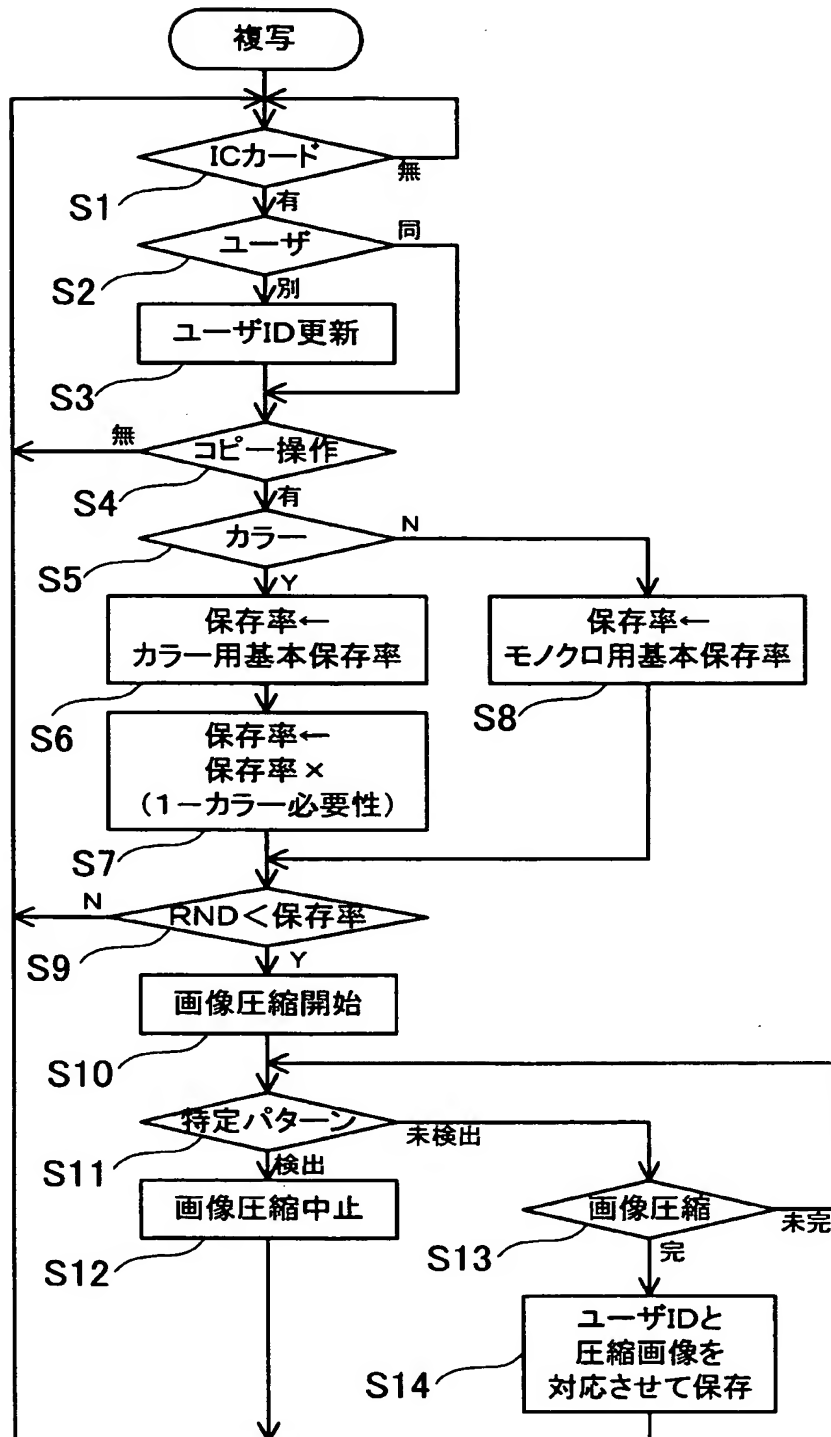 複写
ICカード
無
S1
有
ユーザ
同
S2
別
ユーザID更新
S3
無
コピー操作
S4
有
カラー
N
S5
Y
保存率←
カラー用基本保存率
保存率←
モノクロ用基本保存率
S6
S8
保存率←
保存率×
(1－カラー必要性)
S7
N
RND＜保存率
S9
Y
画像圧縮開始
S10
特定パターン
未検出
S11
検出
画像圧縮中止
画像圧縮
未完
S12
S13
完
ユーザIDと
圧縮画像を
対応させて保存
S14